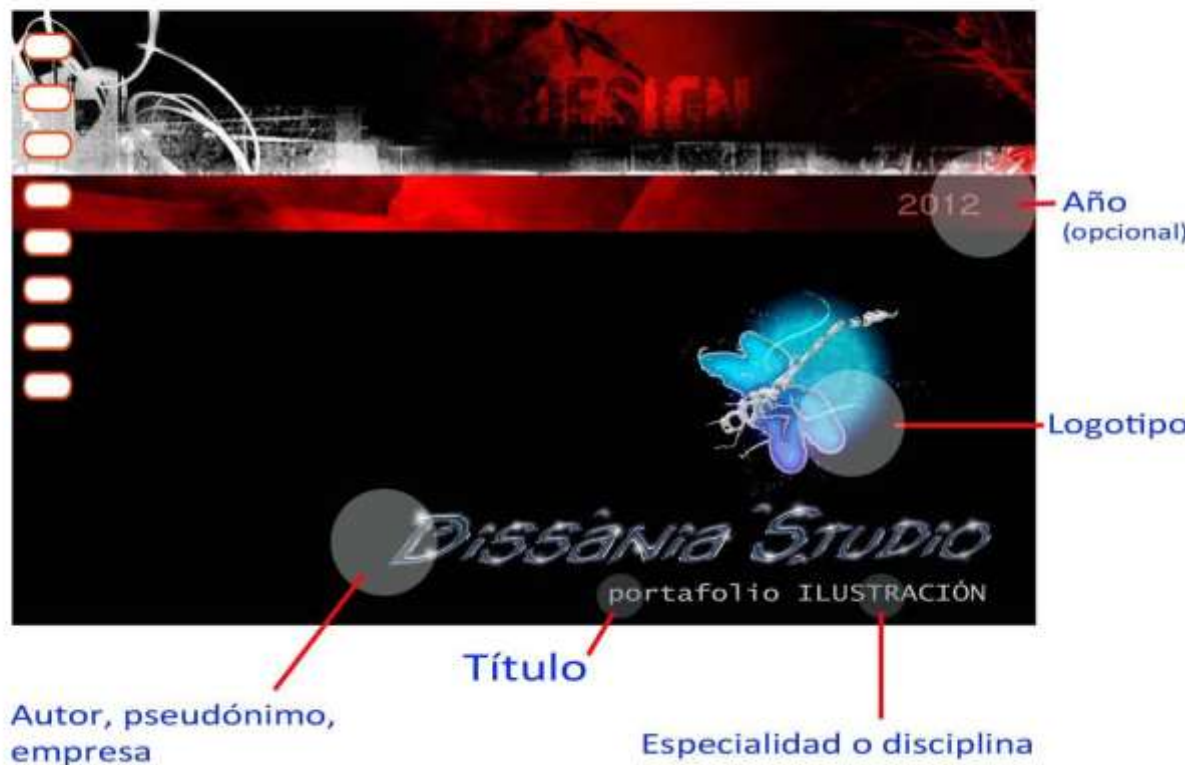 DESIGN
2012
Año
(opcional)
Logotipo
Dissània Studio
portafolio ILUSTRACIÓN
Título
Autor, pseudónimo,
empresa
Especialidad o disciplina